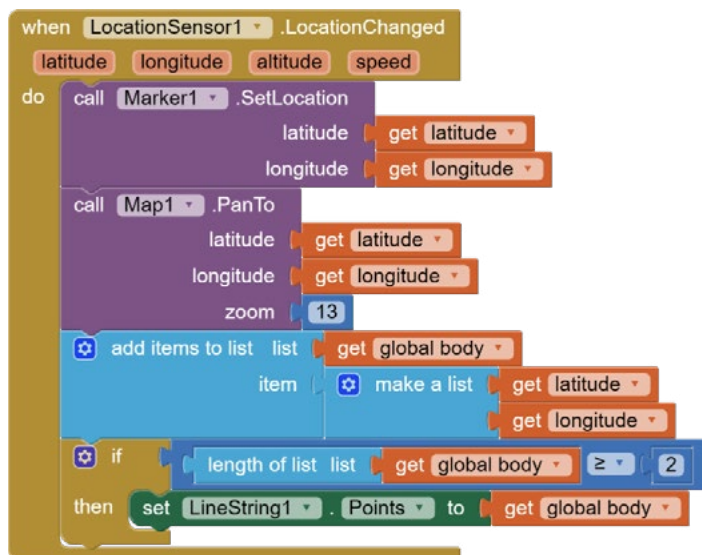 when LocationSensor1 .LocationChanged
latitude longitude altitude speed
do call Marker1 .SetLocation
latitude get latitude
longitude get longitude
call Map1 .PanTo
latitude get latitude
longitude get longitude
zoom 13
add items to list list get global body
item make a list get latitude
get longitude
if length of list list get global body ≥ 2
then set LineString1 . Points to get global body